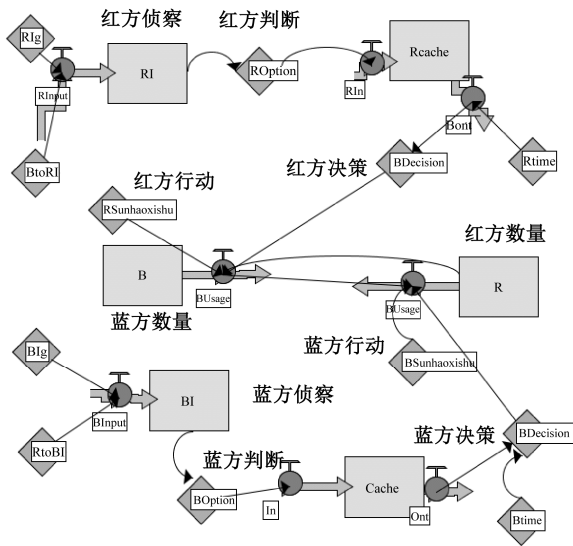 红方侦察
红方判断
RIg
RInput
RI
ROption
RIn
Rcache
BtoRI
Bont
Rtime
BDecision
红方决策
红方行动
RSunhaoxishu
红方数量
B
BUsage
BUsage
R
蓝方数量
蓝方行动
BSunhaoxishu
BIg
BInput
BI
蓝方侦察
RtoBI
蓝方判断
蓝方决策
BDecision
BOption
In
Cache
Ont
Btime